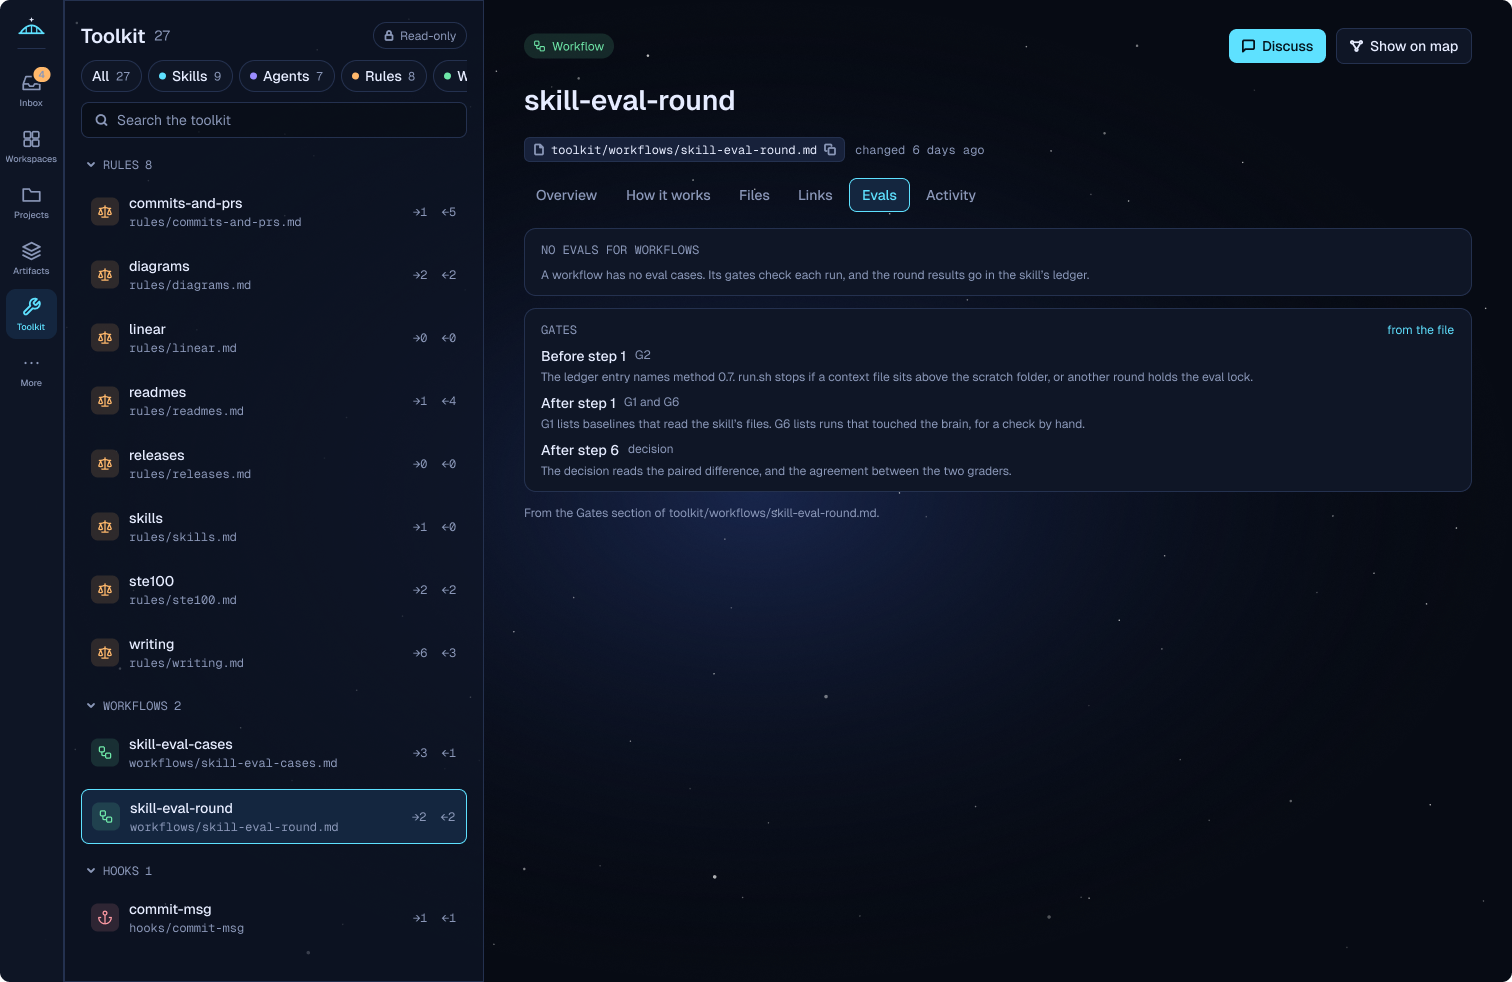 4
Inbox
Workspaces
Projects
Artifacts
Toolkit
More
Toolkit 27
Read-only
All 27
Skills 9
Agents 7
Rules 8
W
Search the toolkit
RULES 8
commits-and-prs
rules/commits-and-prs.md
→1 ←5
diagrams
rules/diagrams.md
→2 ←2
linear
rules/linear.md
→0 ←0
readmes
rules/readmes.md
→1 ←4
releases
rules/releases.md
→0 ←0
skills
rules/skills.md
→1 ←0
ste100
rules/ste100.md
→2 ←2
writing
rules/writing.md
→6 ←3
WORKFLOWS 2
skill-eval-cases
workflows/skill-eval-cases.md
→3 ←1
skill-eval-round
workflows/skill-eval-round.md
→2 ←2
HOOKS 1
commit-msg
hooks/commit-msg
→1 ←1
Workflow
Discuss
Show on map
skill-eval-round
toolkit/workflows/skill-eval-round.md
changed 6 days ago
Overview
How it works
Files
Links
Evals
Activity
NO EVALS FOR WORKFLOWS
A workflow has no eval cases. Its gates check each run, and the round results go in the skill's ledger.
GATES
from the file
Before step 1 G2
The ledger entry names method 0.7. run.sh stops if a context file sits above the scratch folder, or another round holds the eval lock.
After step 1 G1 and G6
G1 lists baselines that read the skill's files. G6 lists runs that touched the brain, for a check by hand.
After step 6 decision
The decision reads the paired difference, and the agreement between the two graders.
From the Gates section of toolkit/workflows/skill-eval-round.md.